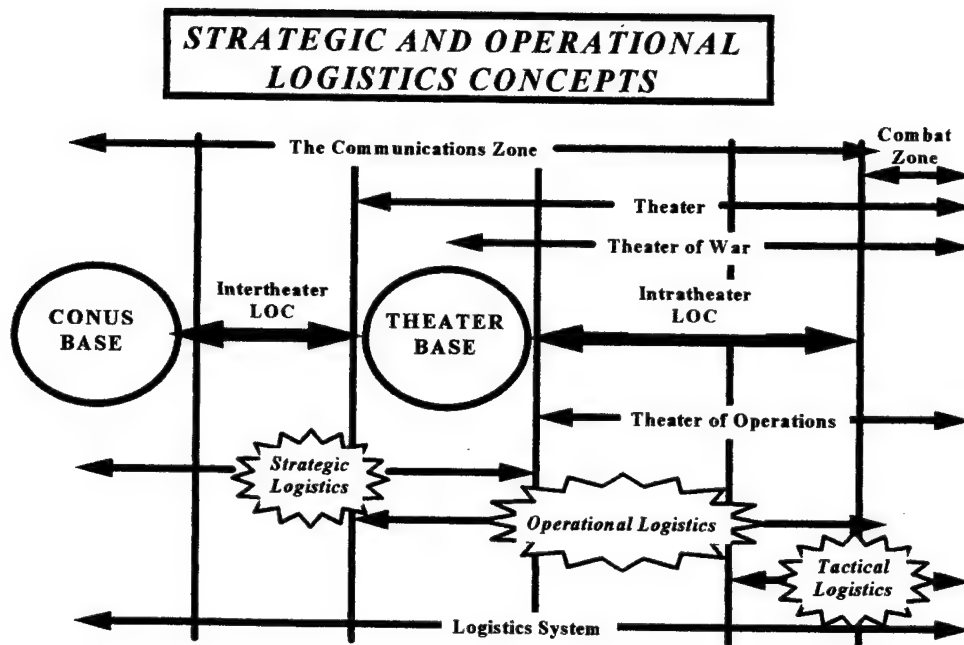 STRATEGIC AND OPERATIONAL
LOGISTICS CONCEPTS
The Communications Zone
Combat
Zone
Theater
Theater of War
CONUS
BASE
Intertheater
LOC
THEATER
BASE
Intratheater
LOC
Theater of Operations
Strategic
Logistics
Operational Logistics
Tactical
Logistics
Logistics System